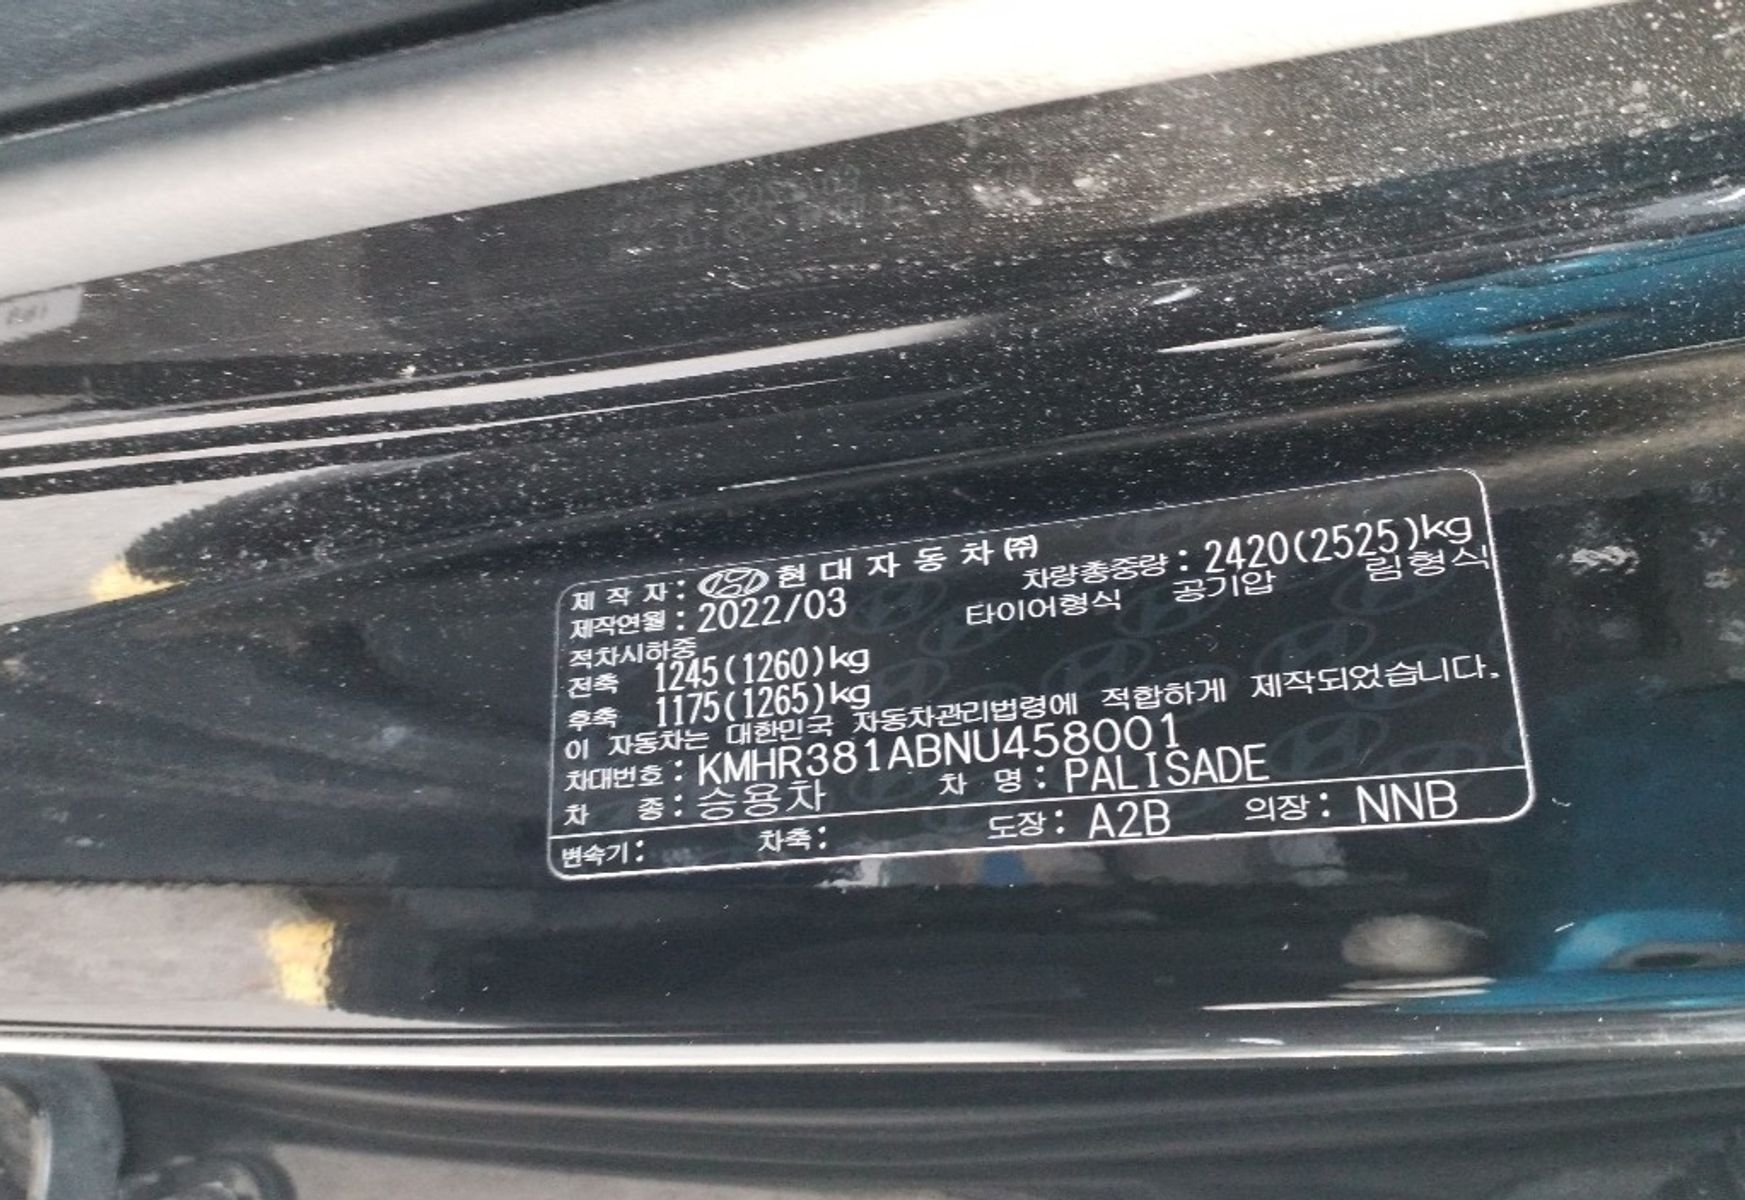 제작자: 현대자동차(주)
제작연월: 2022/03 차량총중량: 2420(2525)kg
적차시하중 타이어형식 공기압 림형식
전축 1245(1260)kg
후축 1175(1265)kg
이 자동차는 대한민국 자동차관리법령에 적합하게 제작되었습니다.
차대번호: KMHR381ABNU458001
차종: 승용차 차명: PALISADE
변속기: 차축: 도장: A2B 의장: NNB